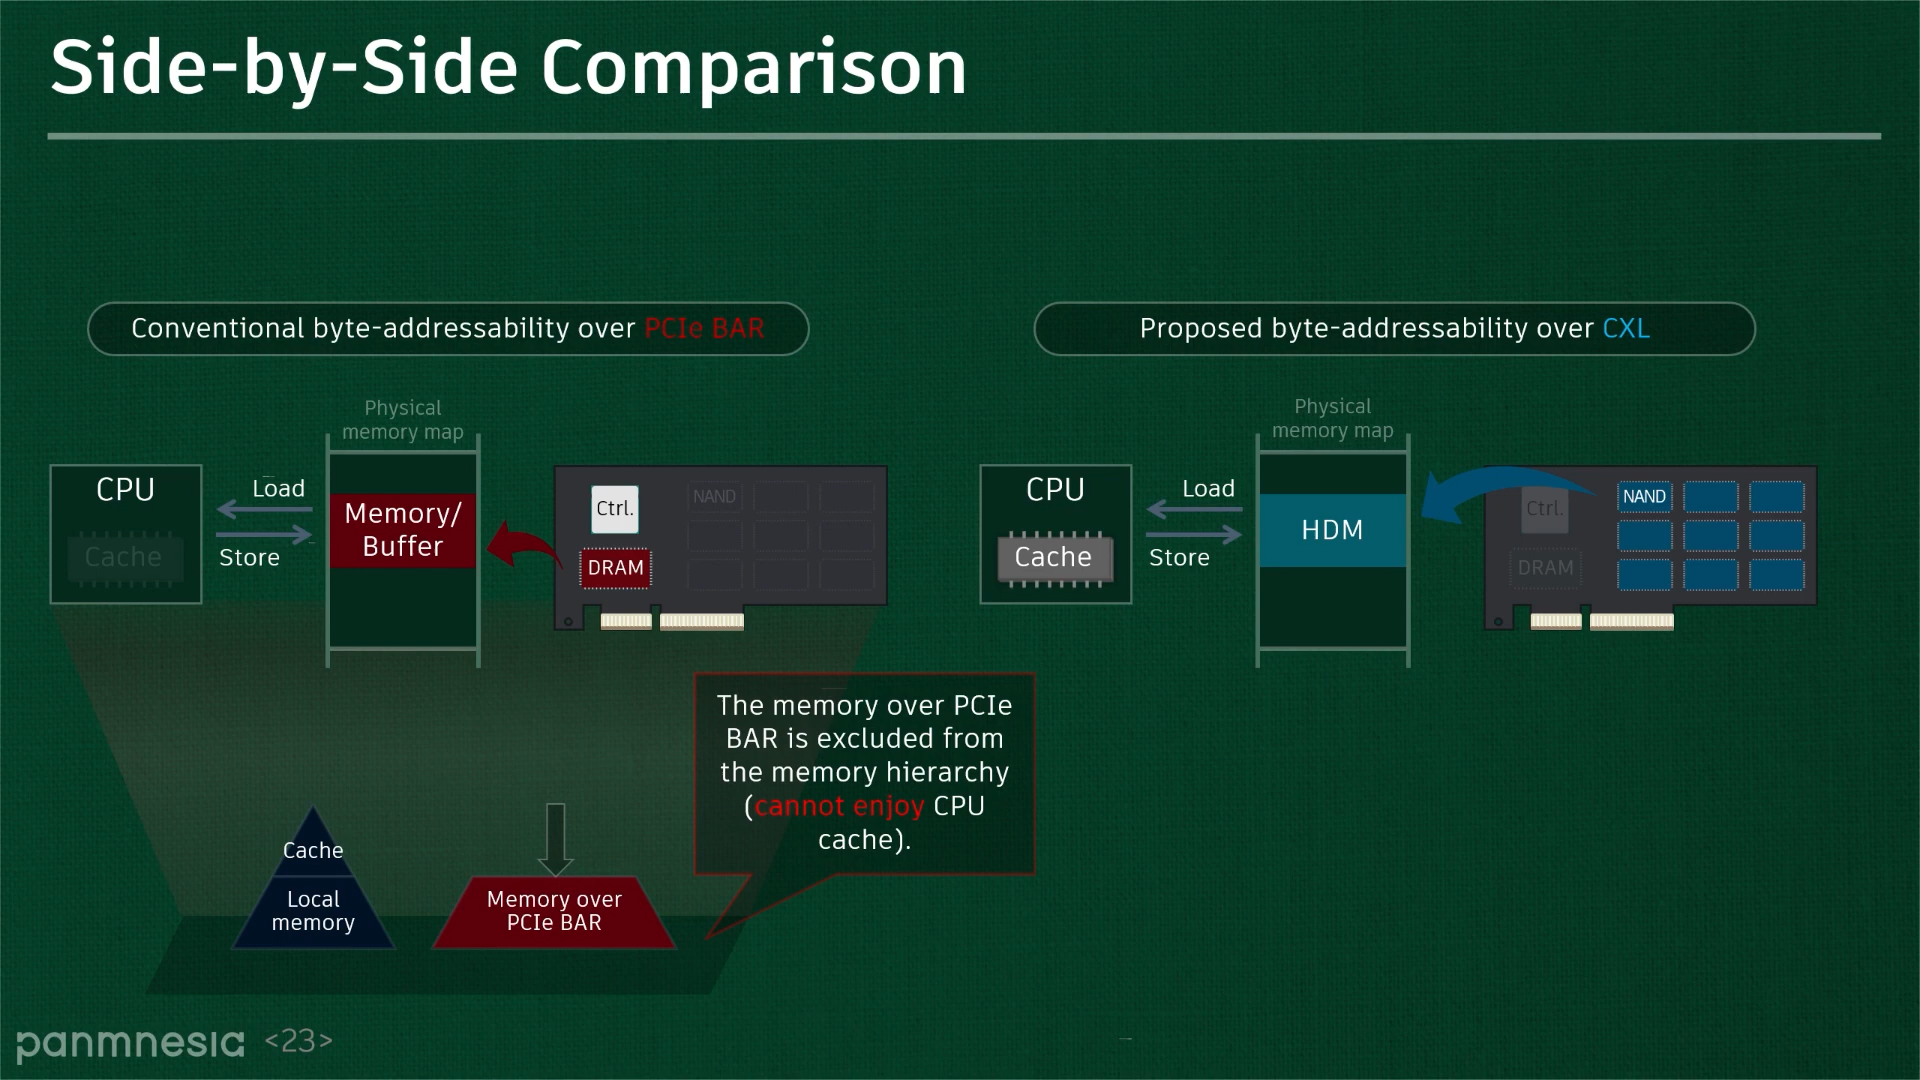 Side-by-Side Comparison
Conventional byte-addressability over PCIe BAR
Physical
memory map
CPU
Cache
Load
Store
Memory/
Buffer
Ctrl.
DRAM
NAND
Cache
Local
memory
Memory over
PCIe BAR
The memory over PCIe
BAR is excluded from
the memory hierarchy
(cannot enjoy CPU
cache).
Proposed byte-addressability over CXL
Physical
memory map
CPU
Cache
Load
Store
HDM
Ctrl.
DRAM
NAND
panmnesia <23>